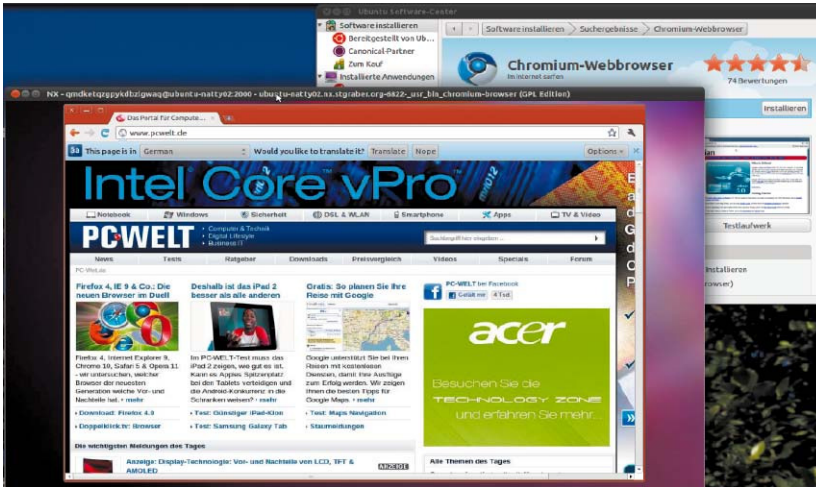 Ubuntu Software-Center
Software installieren
Bereitgestellt von Ub...
Canonical-Partner
Zum Kauf
Installierte Anwendungen
Software installieren
Suchergebnisse
Chromium-Webbrowser
Chromium-Webbrowser
Im Internet surfen
74 Bewertungen
Installieren
Testlaufwerk
installieren
NX - qmdketqzgpykdbzigwaq@ubuntu-natty02:2000 - ubuntu-natty02.nx.stgraber.org-6822-_usr_bin_chromium-browser (GPL Edition)
Das Portal für Compute...
www.pcwelt.de
This page is in German
Would you like to translate it? Translate Nope
Options
Intel Core vPro
Notebook Windows Sicherheit DSL & WLAN Smartphone Apps TV & Video
PC WELT
Computer & Technik
Digital Lifestyle
Business IT
Suchbegriff hier eingeben
News Tests Ratgeber Downloads Preisvergleich Videos Specials Forum
PC-Welt.de
Firefox 4, IE 9 & Co.: Die
neuen Browser im Duell
Firefox 4, Internet Explorer 9,
Chrome 10, Safari 5 & Opera 11
- wir untersuchen, welcher
Browser der neuesten
Generation welche Vor- und
Nachteile hat. › mehr
› Download: Firefox 4.0
› Doppelklick.tv: Browser
Deshalb ist das iPad 2
besser als alle anderen
Im PC-WELT-Test muss das
iPad 2 zeigen, wie gut es ist.
Kann es Apples Spitzenplatz
bei den Tablets verteidigen und
die Android-Konkurrenz in die
Schranken weisen? › mehr
› Test: Günstiger iPad-Klon
› Test: Samsung Galaxy Tab
Gratis: So planen Sie Ihre
Reise mit Google
Google unterstützt Sie bei Ihren
Reisen mit kostenlosen
Diensten, damit Ihre Ausflüge
zum Erfolg werden. Wir zeigen
Ihnen die besten Tipps für
Google Maps. › mehr
› Test: Maps Navigation
› Staumeldungen
PC-WELT bei Facebook
Gefällt mir 4 Tsd.
acer
Besuchen Sie die
TECHNOLOGY ZONE
und erfahren Sie mehr...
Die wichtigsten Meldungen des Tages
Anzeige: Display-Technologie: Vor- und Nachteile von LCD, TFT &
AMOLED
ANZEIGE
Alle Themen des Tages